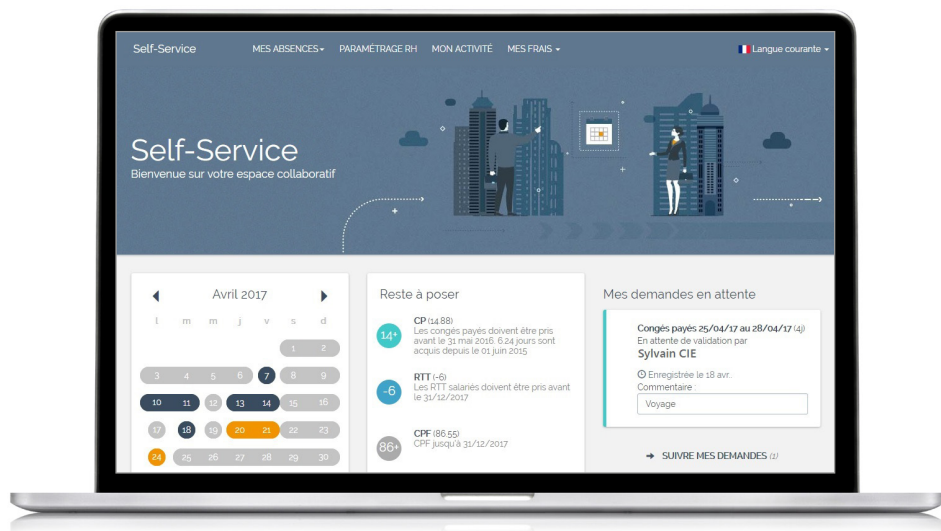 Self-Service
MES ABSENCES
PARAMÉTRAGE RH
MON ACTIVITÉ
MES FRAIS
Langue courante
Self-Service
Bienvenue sur votre espace collaboratif
Avril 2017
l m m j v s d
1 2
3 4 5 6 7 8 9
10 11 12 13 14 15 16
17 18 19 20 21 22 23
24 25 26 27 28 29 30
Reste à poser
14+
CP (14.88)
Les congés payés doivent être pris
avant le 31 mai 2016. 6.24 jours sont
acquis depuis le 01 juin 2015
-6
RTT (-6)
Les RTT salariés doivent être pris avant
le 31/12/2017
86+
CPF (86.55)
CPF jusqu'à 31/12/2017
Mes demandes en attente
Congés payés 25/04/17 au 28/04/17 (4j)
En attente de validation par
Sylvain CIE
Enregistrée le 18 avr.
Commentaire :
Voyage
SUIVRE MES DEMANDES (1)